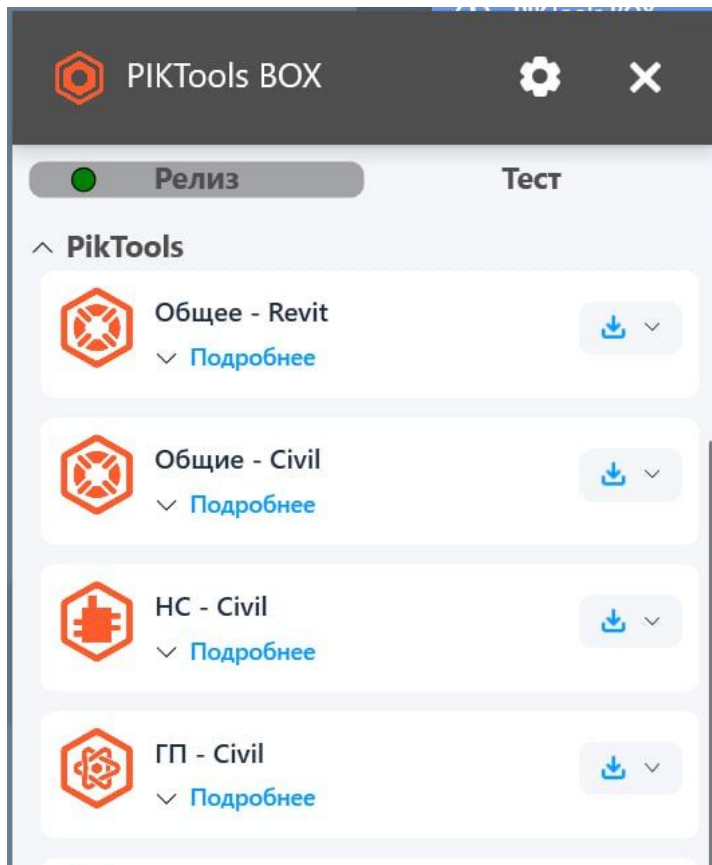 PIKTools BOX
Релиз
Тест
PikTools
Общее - Revit
Подробнее
Общие - Civil
Подробнее
НС - Civil
Подробнее
ГП - Civil
Подробнее